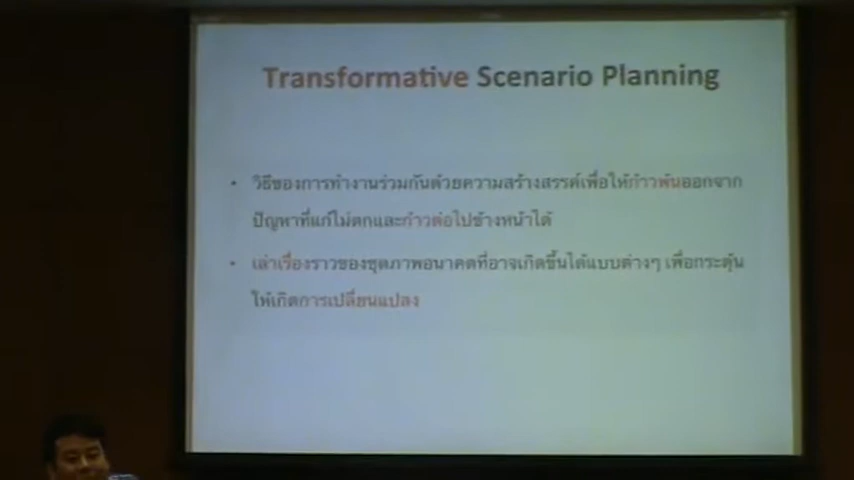 Transformative Scenario Planning
• วิธีของการทำงานร่วมกันด้วยความสร้างสรรค์เพื่อให้ก้าวพ้นออกจาก
ปัญหาที่แก้ไม่ตกและก้าวต่อไปข้างหน้าได้
• เล่าเรื่องราวของชุดภาพอนาคตที่อาจเกิดขึ้นได้แบบต่างๆ เพื่อกระตุ้น
ให้เกิดการเปลี่ยนแปลง